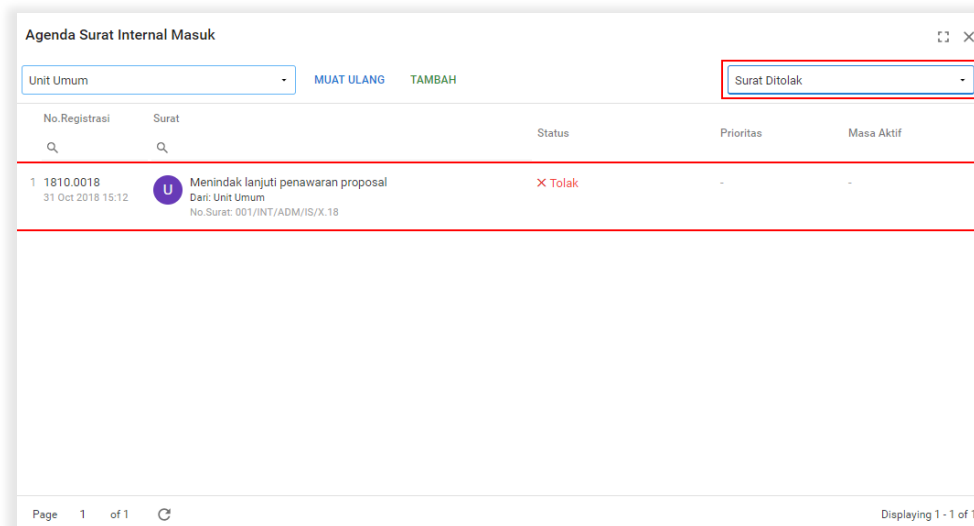 Agenda Surat Internal Masuk
Unit Umum MUAT ULANG TAMBAH Surat Ditolak
No.Registrasi Surat Status Prioritas Masa Aktif
1 1810.0018 U Menindak lanjuti penawaran proposal Tolak - -
31 Oct 2018 15:12 Dari: Unit Umum
No.Surat: 001/INT/ADM/IS/X.18
Page 1 of 1 Displaying 1 - 1 of 1